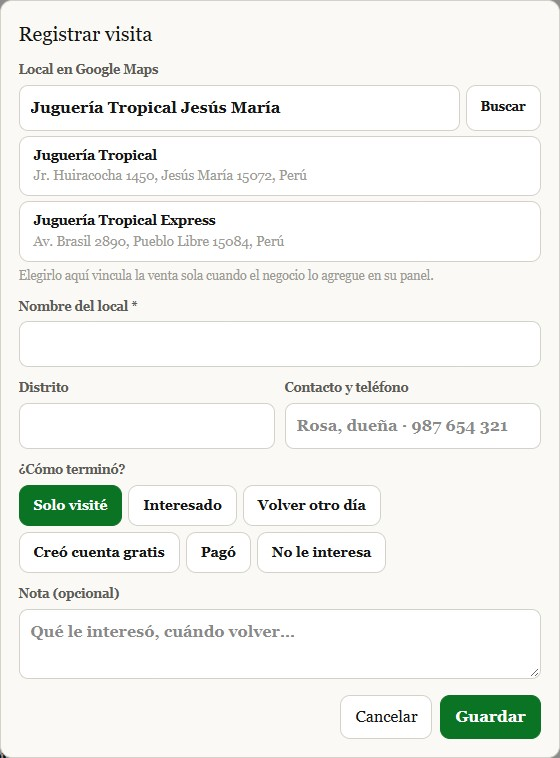 Registrar visita
Local en Google Maps
Juguería Tropical Jesús María
Buscar
Juguería Tropical
Jr. Huiracocha 1450, Jesús María 15072, Perú
Juguería Tropical Express
Av. Brasil 2890, Pueblo Libre 15084, Perú
Elegirlo aquí vincula la venta sola cuando el negocio lo agregue en su panel.
Nombre del local *
Distrito
Contacto y teléfono
Rosa, dueña · 987 654 321
¿Cómo terminó?
Solo visité
Interesado
Volver otro día
Creó cuenta gratis
Pagó
No le interesa
Nota (opcional)
Qué le interesó, cuándo volver...
Cancelar
Guardar